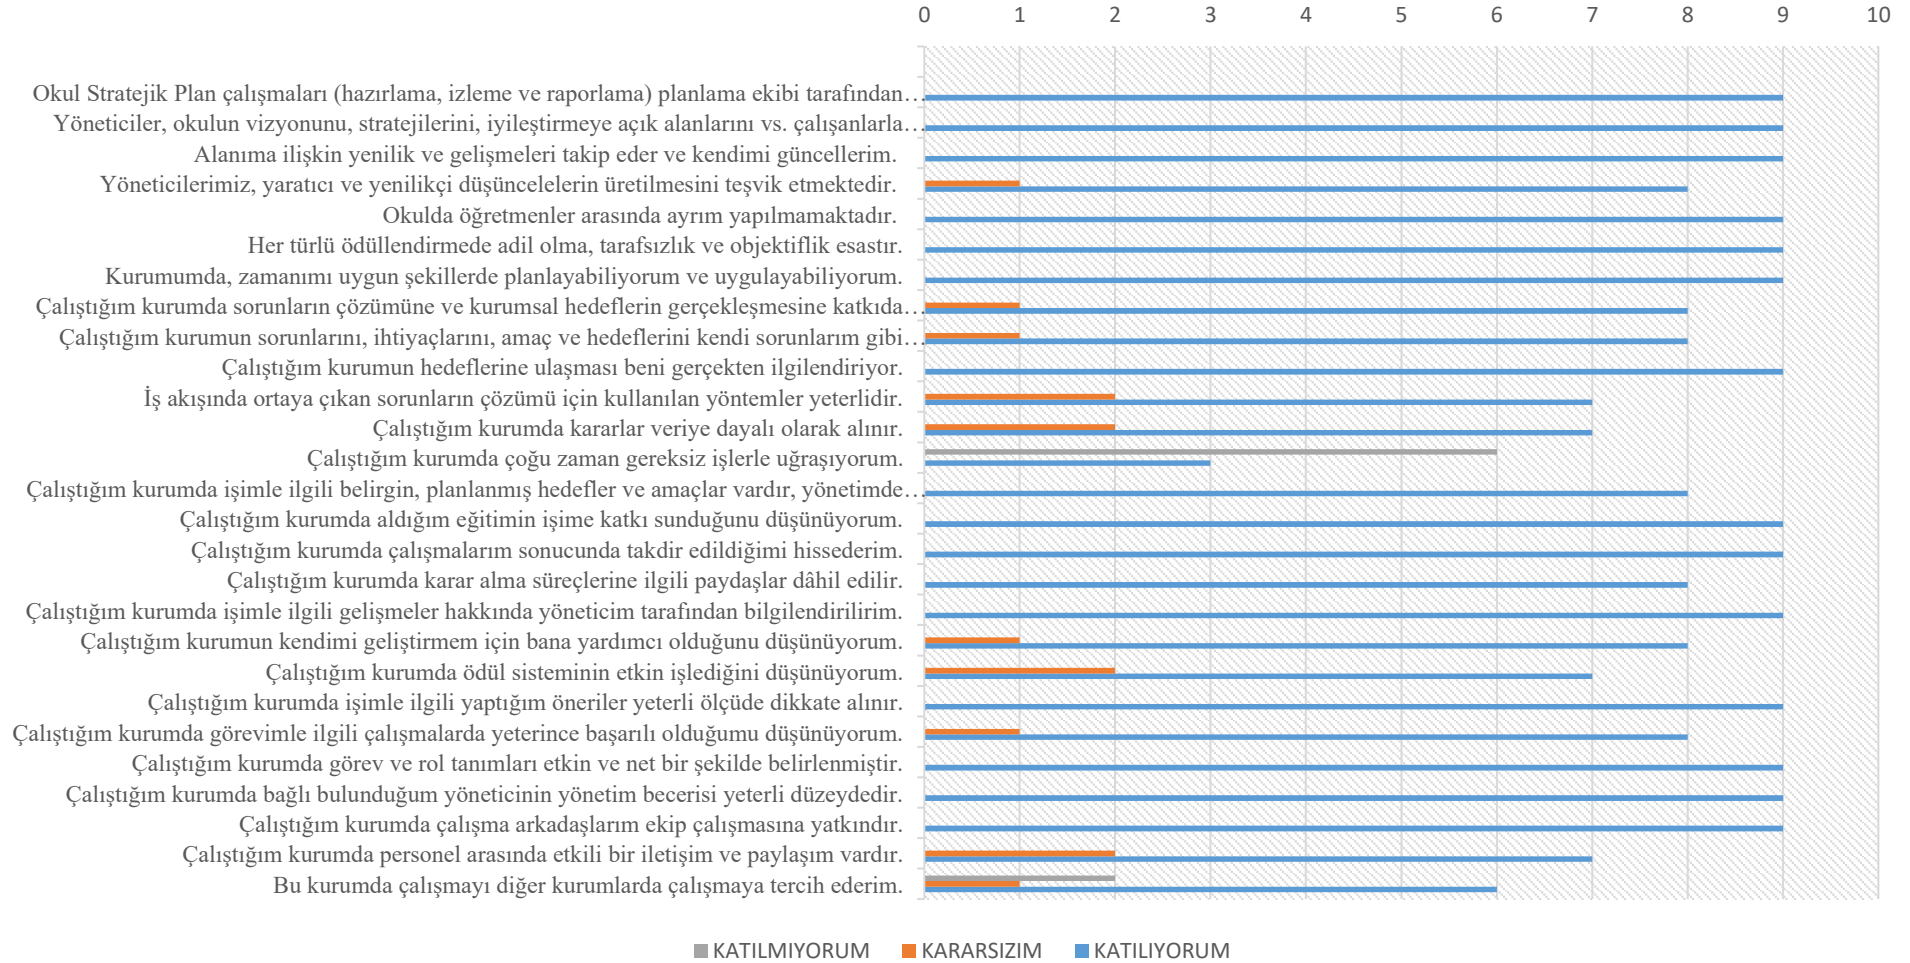 0 1 2 3 4 5 6 7 8 9 10
Okul Stratejik Plan çalışmaları (hazırlama, izleme ve raporlama) planlama ekibi tarafından…
Yöneticiler, okulun vizyonunu, stratejilerini, iyileştirmeye açık alanlarını vs. çalışanlarla…
Alanıma ilişkin yenilik ve gelişmeleri takip eder ve kendimi güncellerim.
Yöneticilerimiz, yaratıcı ve yenilikçi düşüncelelerin üretilmesini teşvik etmektedir.
Okulda öğretmenler arasında ayrım yapılmamaktadır.
Her türlü ödüllendirmede adil olma, tarafsızlık ve objektiflik esastır.
Kurumumda, zamanımı uygun şekillerde planlayabiliyorum ve uygulayabiliyorum.
Çalıştığım kurumda sorunların çözümüne ve kurumsal hedeflerin gerçekleşmesine katkıda…
Çalıştığım kurumun sorunlarını, ihtiyaçlarını, amaç ve hedeflerini kendi sorunlarım gibi…
Çalıştığım kurumun hedeflerine ulaşması beni gerçekten ilgilendiriyor.
İş akışında ortaya çıkan sorunların çözümü için kullanılan yöntemler yeterlidir.
Çalıştığım kurumda kararlar veriye dayalı olarak alınır.
Çalıştığım kurumda çoğu zaman gereksiz işlerle uğraşıyorum.
Çalıştığım kurumda işimle ilgili belirgin, planlanmış hedefler ve amaçlar vardır, yönetimde…
Çalıştığım kurumda aldığım eğitimin işime katkı sunduğunu düşünüyorum.
Çalıştığım kurumda çalışmalarım sonucunda takdir edildiğimi hissederim.
Çalıştığım kurumda karar alma süreçlerine ilgili paydaşlar dâhil edilir.
Çalıştığım kurumda işimle ilgili gelişmeler hakkında yöneticim tarafından bilgilendirilirim.
Çalıştığım kurumun kendimi geliştirmem için bana yardımcı olduğunu düşünüyorum.
Çalıştığım kurumda ödül sisteminin etkin işlediğini düşünüyorum.
Çalıştığım kurumda işimle ilgili yaptığım öneriler yeterli ölçüde dikkate alınır.
Çalıştığım kurumda görevimle ilgili çalışmalarda yeterince başarılı olduğumu düşünüyorum.
Çalıştığım kurumda görev ve rol tanımları etkin ve net bir şekilde belirlenmiştir.
Çalıştığım kurumda bağlı bulunduğum yöneticinin yönetim becerisi yeterli düzeydedir.
Çalıştığım kurumda çalışma arkadaşlarım ekip çalışmasına yatkındır.
Çalıştığım kurumda personel arasında etkili bir iletişim ve paylaşım vardır.
Bu kurumda çalışmayı diğer kurumlarda çalışmaya tercih ederim.
KATILMIYORUM KARARSIZIM KATILIYORUM